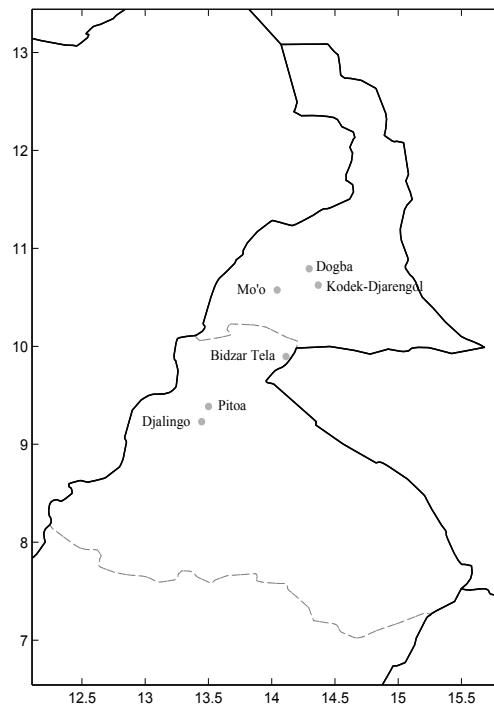 13
12
11
Dogba
Mo'o
Kodek-Djarengol
10
Bidzar Tela
Pitoa
Djalingo
9
8
7
12.5 13 13.5 14 14.5 15 15.5